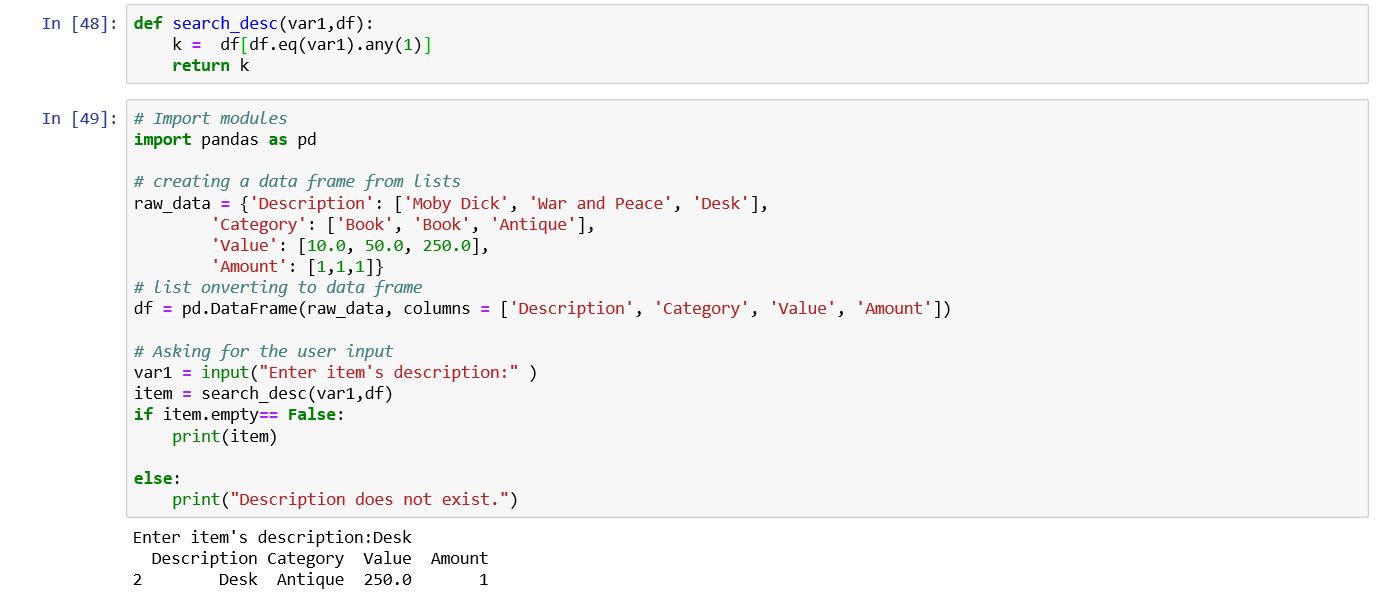 In [48]: def search_desc(var1,df):
    k =  df[df.eq(var1).any(1)]
    return k
In [49]: # Import modules
import pandas as pd
# creating a data frame from lists
raw_data = {'Description': ['Moby Dick', 'War and Peace', 'Desk'],
        'Category': ['Book', 'Book', 'Antique'],
        'Value': [10.0, 50.0, 250.0],
        'Amount': [1,1,1]}
# list onverting to data frame
df = pd.DataFrame(raw_data, columns = ['Description', 'Category', 'Value', 'Amount'])
# Asking for the user input
var1 = input("Enter item's description:" )
item = search_desc(var1,df)
if item.empty== False:
    print(item)
else:
    print("Description does not exist.")
Enter item's description:Desk
  Description Category  Value  Amount
2        Desk  Antique  250.0       1